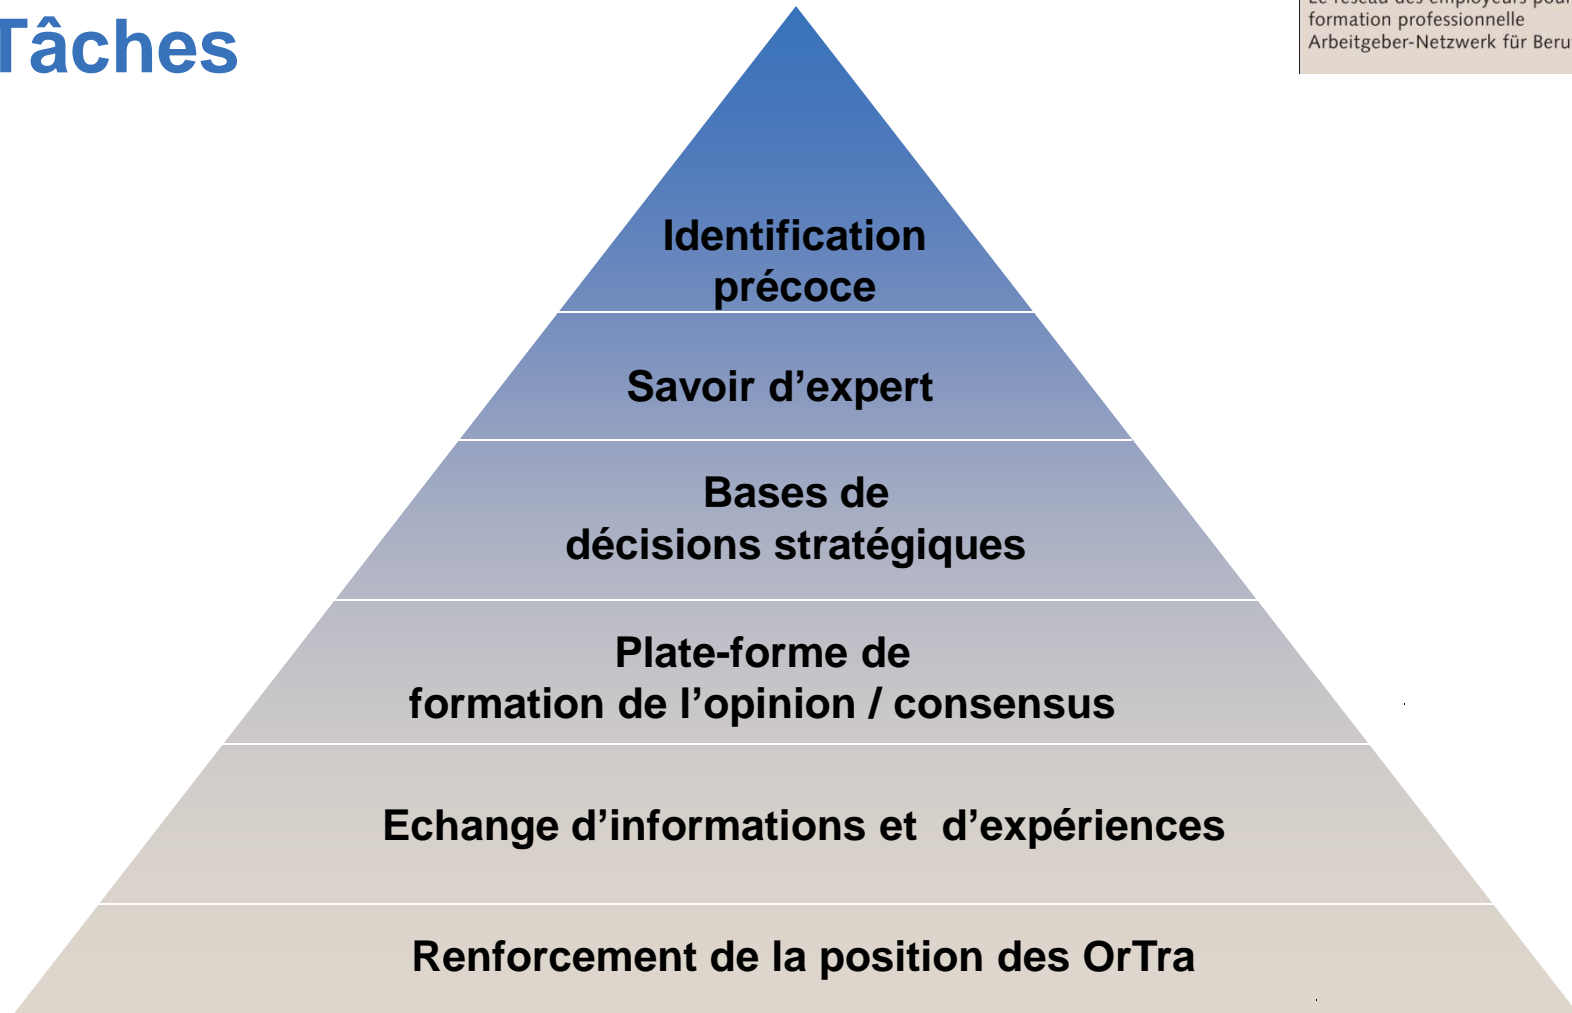 Tâches
formation professionnelle
Arbeitgeber-Netzwerk für
Identification
précoce
Savoir d’expert
Bases de
décisions stratégiques
Plate-forme de
formation de l’opinion / consensus
Echange d’informations et  d’expériences
Renforcement de la position des OrTra